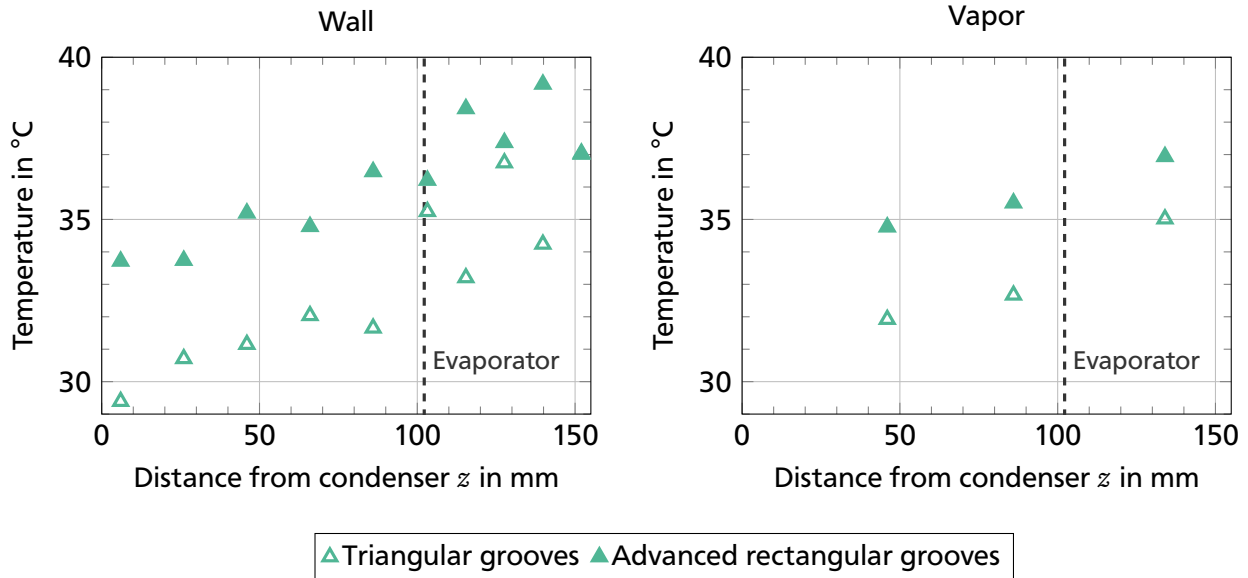 Wall
Temperature in °C
40
35
30
Evaporator
0 50 100 150
Distance from condenser z in mm
Vapor
Temperature in °C
40
35
30
Evaporator
0 50 100 150
Distance from condenser z in mm
Triangular grooves Advanced rectangular grooves